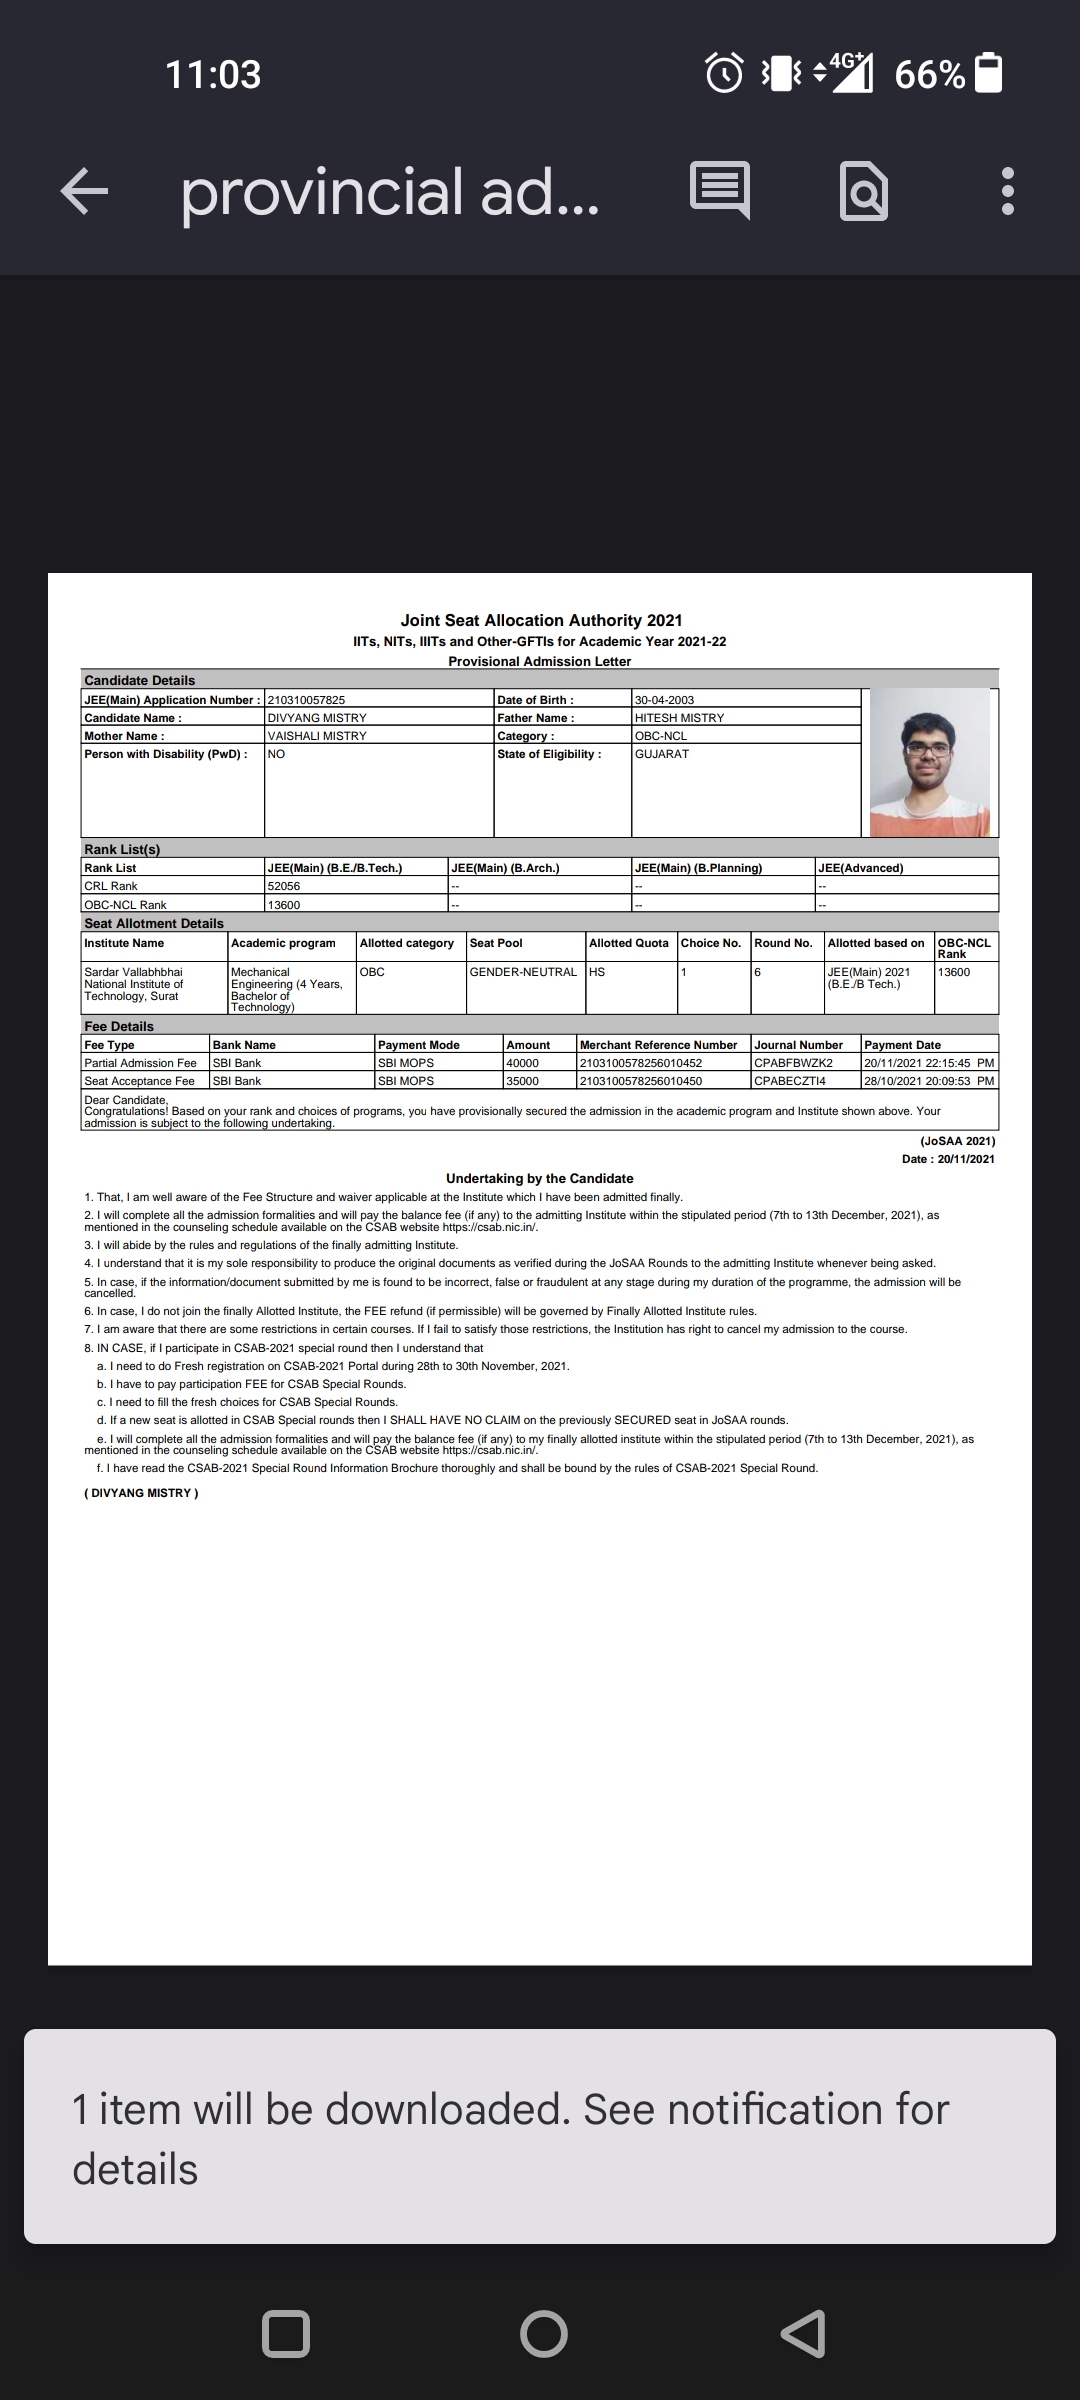 11:03
4G+
66%
provincial ad...
Joint Seat Allocation Authority 2021
IITs, NITs, IIITs and Other-GFTIs for Academic Year 2021-22
Provisional Admission Letter
Candidate Details
JEE(Main) Application Number : 210310057825 Date of Birth : 30-04-2003
Candidate Name : DIVYANG MISTRY Father Name : HITESH MISTRY
Mother Name : VAISHALI MISTRY Category : OBC-NCL
Person with Disability (PwD) : NO State of Eligibility : GUJARAT
Rank List(s)
Rank List JEE(Main) (B.E./B.Tech.) JEE(Main) (B.Arch.) JEE(Main) (B.Planning) JEE(Advanced)
CRL Rank 52056 -- -- --
OBC-NCL Rank 13600 -- -- --
Seat Allotment Details
Institute Name Academic program Allotted category Seat Pool Allotted Quota Choice No. Round No. Allotted based on OBC-NCL
Rank
Sardar Vallabhbhai Mechanical OBC GENDER-NEUTRAL HS 1 6 JEE(Main) 2021 13600
National Institute of Engineering (4 Years, (B.E./B Tech.)
Technology, Surat Bachelor of
Technology)
Fee Details
Fee Type Bank Name Payment Mode Amount Merchant Reference Number Journal Number Payment Date
Partial Admission Fee SBI Bank SBI MOPS 40000 2103100578256010452 CPABFBWZK2 20/11/2021 22:15:45 PM
Seat Acceptance Fee SBI Bank SBI MOPS 35000 2103100578256010450 CPABECZTI4 28/10/2021 20:09:53 PM
Dear Candidate,
Congratulations! Based on your rank and choices of programs, you have provisionally secured the admission in the academic program and Institute shown above. Your
admission is subject to the following undertaking.
(JoSAA 2021)
Date : 20/11/2021
Undertaking by the Candidate
1. That, I am well aware of the Fee Structure and waiver applicable at the Institute which I have been admitted finally.
2. I will complete all the admission formalities and will pay the balance fee (if any) to the admitting Institute within the stipulated period (7th to 13th December, 2021), as
mentioned in the counseling schedule available on the CSAB website https://csab.nic.in/.
3. I will abide by the rules and regulations of the finally admitting Institute.
4. I understand that it is my sole responsibility to produce the original documents as verified during the JoSAA Rounds to the admitting Institute whenever being asked.
5. In case, if the information/document submitted by me is found to be incorrect, false or fraudulent at any stage during my duration of the programme, the admission will be
cancelled.
6. In case, I do not join the finally Allotted Institute, the FEE refund (if permissible) will be governed by Finally Allotted Institute rules.
7. I am aware that there are some restrictions in certain courses. If I fail to satisfy those restrictions, the Institution has right to cancel my admission to the course.
8. IN CASE, if I participate in CSAB-2021 special round then I understand that
a. I need to do Fresh registration on CSAB-2021 Portal during 28th to 30th November, 2021.
b. I have to pay participation FEE for CSAB Special Rounds.
c. I need to fill the fresh choices for CSAB Special Rounds.
d. If a new seat is allotted in CSAB Special rounds then I SHALL HAVE NO CLAIM on the previously SECURED seat in JoSAA rounds.
e. I will complete all the admission formalities and will pay the balance fee (if any) to my finally allotted institute within the stipulated period (7th to 13th December, 2021), as
mentioned in the counseling schedule available on the CSAB website https://csab.nic.in/.
f. I have read the CSAB-2021 Special Round Information Brochure thoroughly and shall be bound by the rules of CSAB-2021 Special Round.
( DIVYANG MISTRY )
1 item will be downloaded. See notification for
details